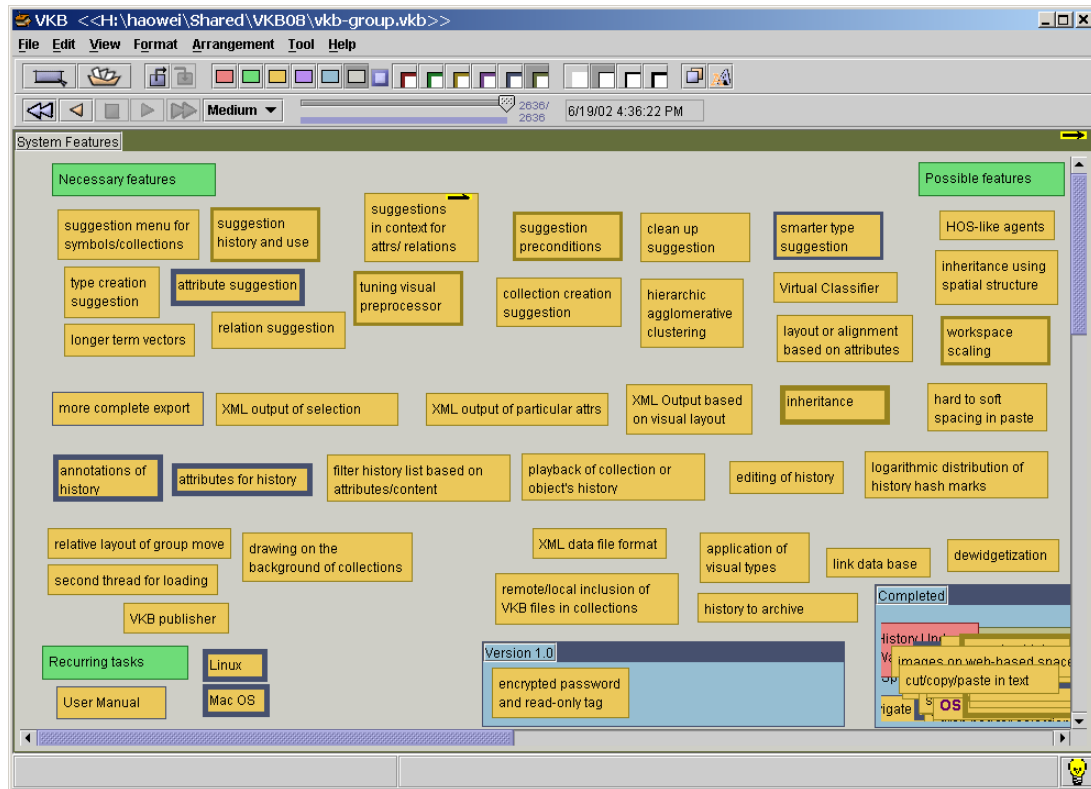 VKB <<H:\haowei\Shared\VKB08\vkb-group.vkb>>
File Edit View Format Arrangement Tool Help
Medium
2636/
2636
6/19/02 4:36:22 PM
System Features
Necessary features
Possible features
suggestion menu for
symbols/collections
suggestion
history and use
suggestions
in context for
attrs/ relations
suggestion
preconditions
clean up
suggestion
smarter type
suggestion
HOS-like agents
type creation
suggestion
attribute suggestion
tuning visual
preprocessor
collection creation
suggestion
hierarchic
agglomerative
clustering
Virtual Classifier
inheritance using
spatial structure
longer term vectors
relation suggestion
layout or alignment
based on attributes
workspace
scaling
more complete export
XML output of selection
XML output of particular attrs
XML Output based
on visual layout
inheritance
hard to soft
spacing in paste
annotations of
history
attributes for history
filter history list based on
attributes/content
playback of collection or
object's history
editing of history
logarithmic distribution of
history hash marks
relative layout of group move
drawing on the
background of collections
XML data file format
application of
visual types
link data base
dewidgetization
second thread for loading
remote/local inclusion of
VKB files in collections
history to archive
VKB publisher
Completed
images on web-based space
cut/copy/paste in text
OS
Recurring tasks
Linux
User Manual
Mac OS
Version 1.0
encrypted password
and read-only tag